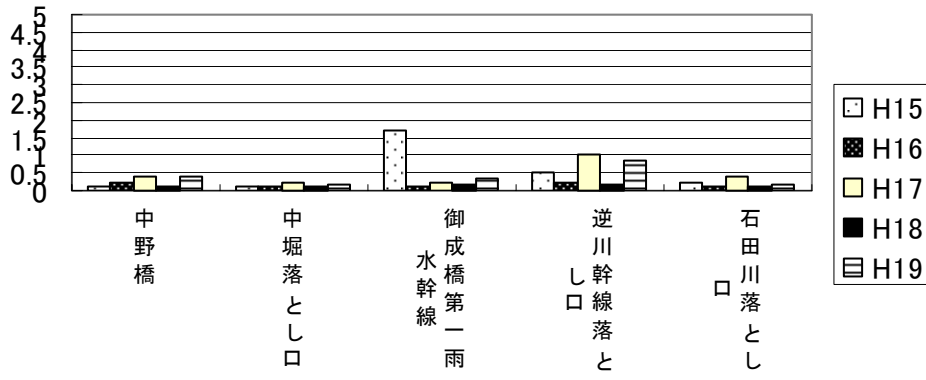 5
4.5
4
3.5
3
2.5
2
1.5
1
0.5
0
中野橋
中堀落とし口
御成橋第一雨
水幹線
逆川幹線落と
し口
石田川落とし
口
H15
H16
H17
H18
H19